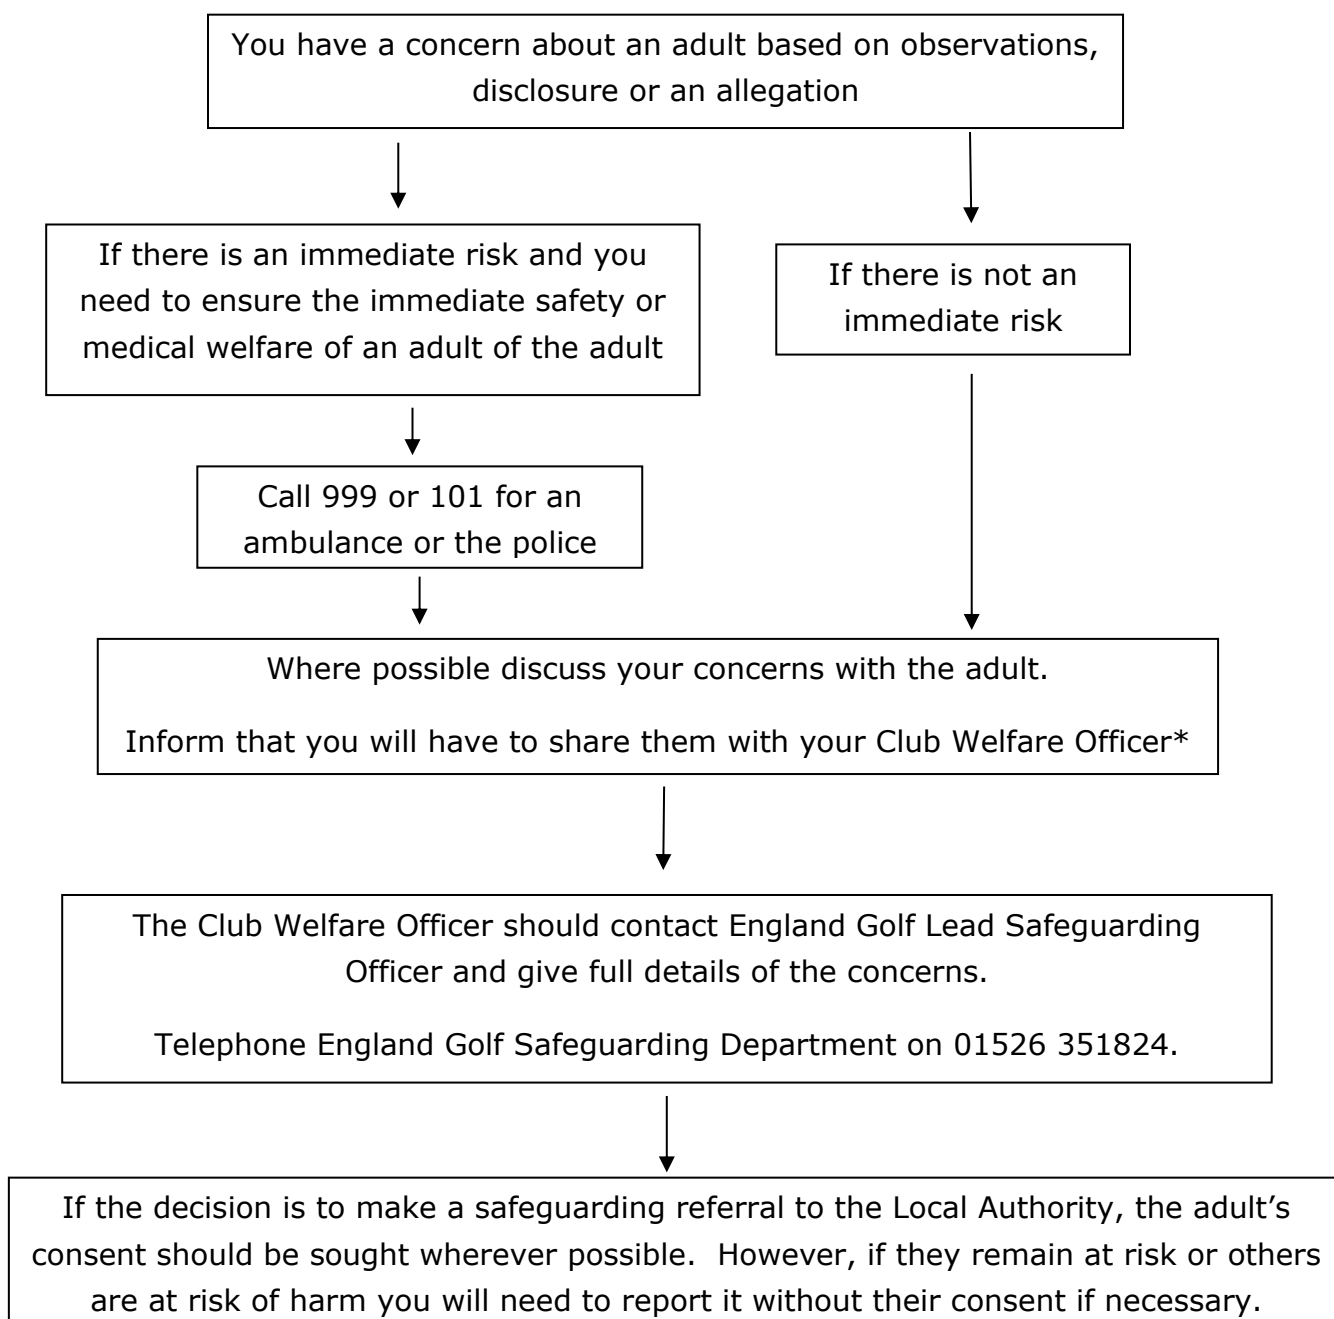 You have a concern about an adult based on observations,
disclosure or an allegation
If there is an immediate risk and you
need to ensure the immediate safety or
medical welfare of an adult of the adult
If there is not an
immediate risk
Call 999 or 101 for an
ambulance or the police
Where possible discuss your concerns with the adult.
Inform that you will have to share them with your Club Welfare Officer*
The Club Welfare Officer should contact England Golf Lead Safeguarding
Officer and give full details of the concerns.
Telephone England Golf Safeguarding Department on 01526 351824.
If the decision is to make a safeguarding referral to the Local Authority, the adult’s
consent should be sought wherever possible.  However, if they remain at risk or others
are at risk of harm you will need to report it without their consent if necessary.